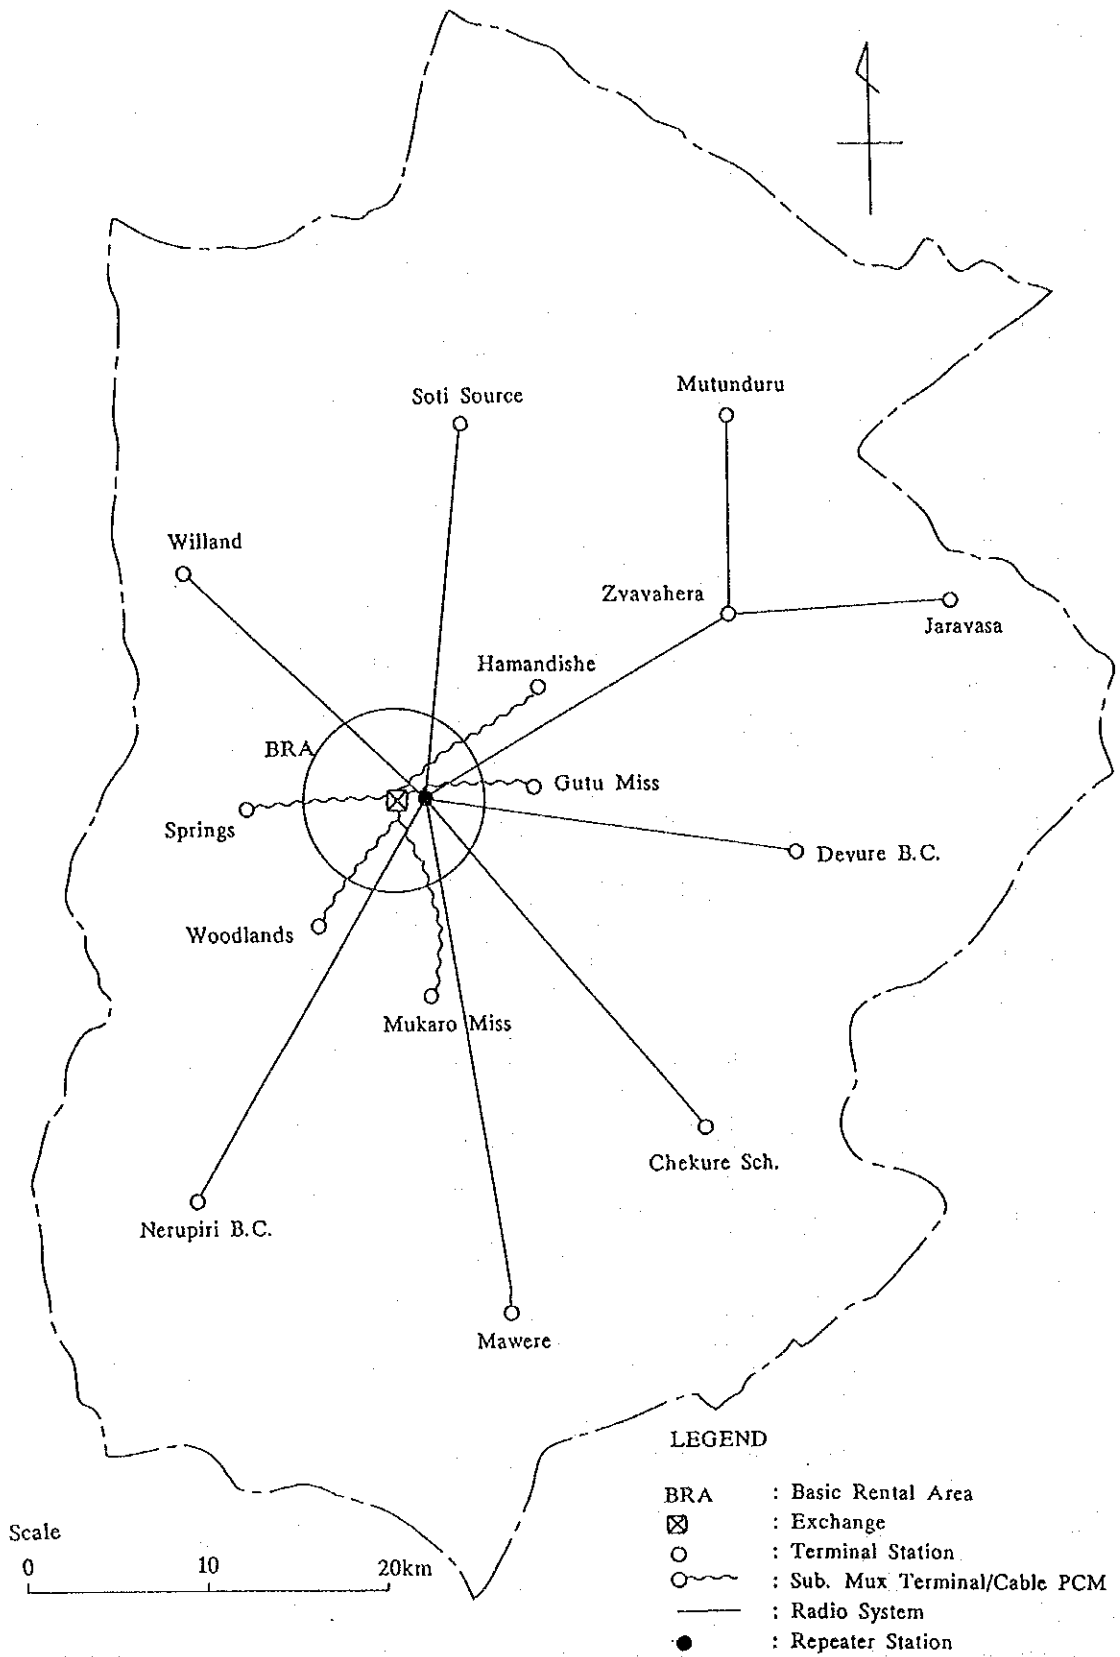 Soti Source
Mutunduru
Willand
Zvavahera
Jaravasa
Hamandishe
BRA
Gutu Miss
Springs
Devure B.C.
Woodlands
Mukaro Miss
Chekure Sch.
Nerupiri B.C.
Mawere
LEGEND
BRA : Basic Rental Area
: Exchange
: Terminal Station
: Sub. Mux Terminal/Cable PCM
: Radio System
: Repeater Station
Scale
0 10 20km